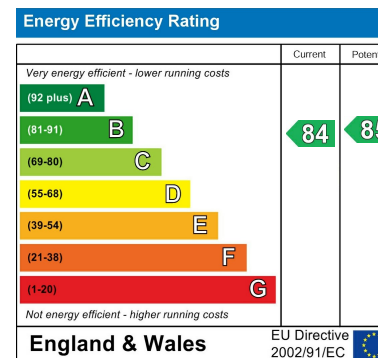 Energy Efficiency Rating
Current
Very energy efficient - lower running costs
(92 plus) A
(81-91) B
84
(69-80) C
(55-68) D
(39-54) E
(21-38) F
(1-20) G
Not energy efficient - higher running costs
England & Wales
EU Directive
2002/91/EC